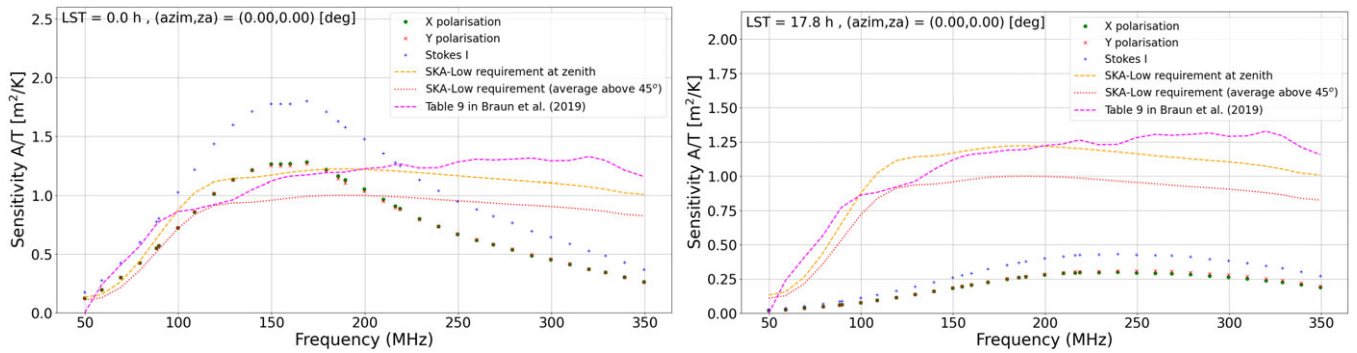 LST = 0.0 h , (azim,za) = (0.00,0.00) [deg]
X polarisation
Y polarisation
Stokes I
SKA-Low requirement at zenith
SKA-Low requirement (average above 45°)
Table 9 in Braun et al. (2019)
Sensitivity A/T [m²/K]
2.5
2.0
1.5
1.0
0.5
0.0
50
100
150
200
250
300
350
Frequency (MHz)
LST = 17.8 h , (azim,za) = (0.00,0.00) [deg]
X polarisation
Y polarisation
Stokes I
SKA-Low requirement at zenith
SKA-Low requirement (average above 45°)
Table 9 in Braun et al. (2019)
Sensitivity A/T [m²/K]
2.00
1.75
1.50
1.25
1.00
0.75
0.50
0.25
0.00
50
100
150
200
250
300
350
Frequency (MHz)